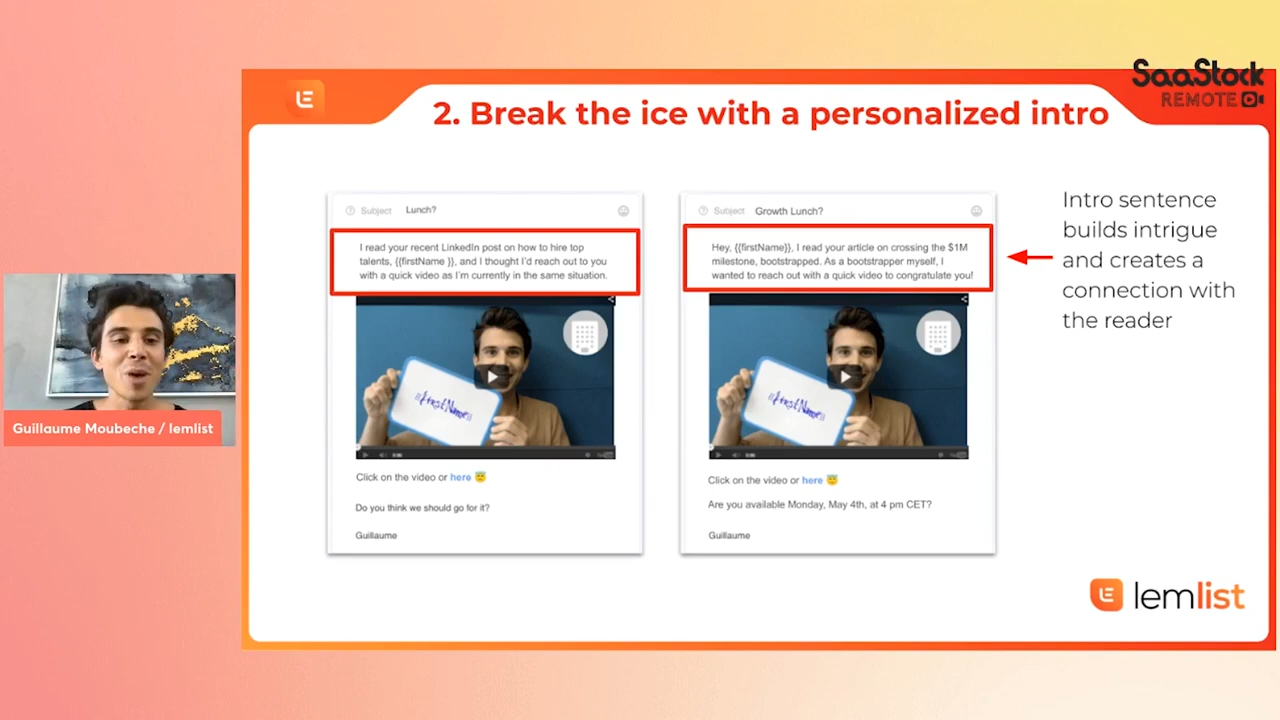 SaaStock
REMOTE
LE
2. Break the ice with a personalized intro
Subject Lunch?
I read your recent LinkedIn post on how to hire top
talents, {{firstName }}, and I thought I'd reach out to you
with a quick video as I'm currently in the same situation.
{{firstName}}
Click on the video or here 😇
Do you think we should go for it?
Guillaume
Subject Growth Lunch?
Hey, {{firstName}}, I read your article on crossing the $1M
milestone, bootstrapped. As a bootstrapper myself, I
wanted to reach out with a quick video to congratulate you!
{{firstName}}
Click on the video or here 😇
Are you available Monday, May 4th, at 4 pm CET?
Guillaume
Intro sentence
builds intrigue
and creates a
connection with
the reader
Guillaume Moubeche / lemlist
LE lemlist